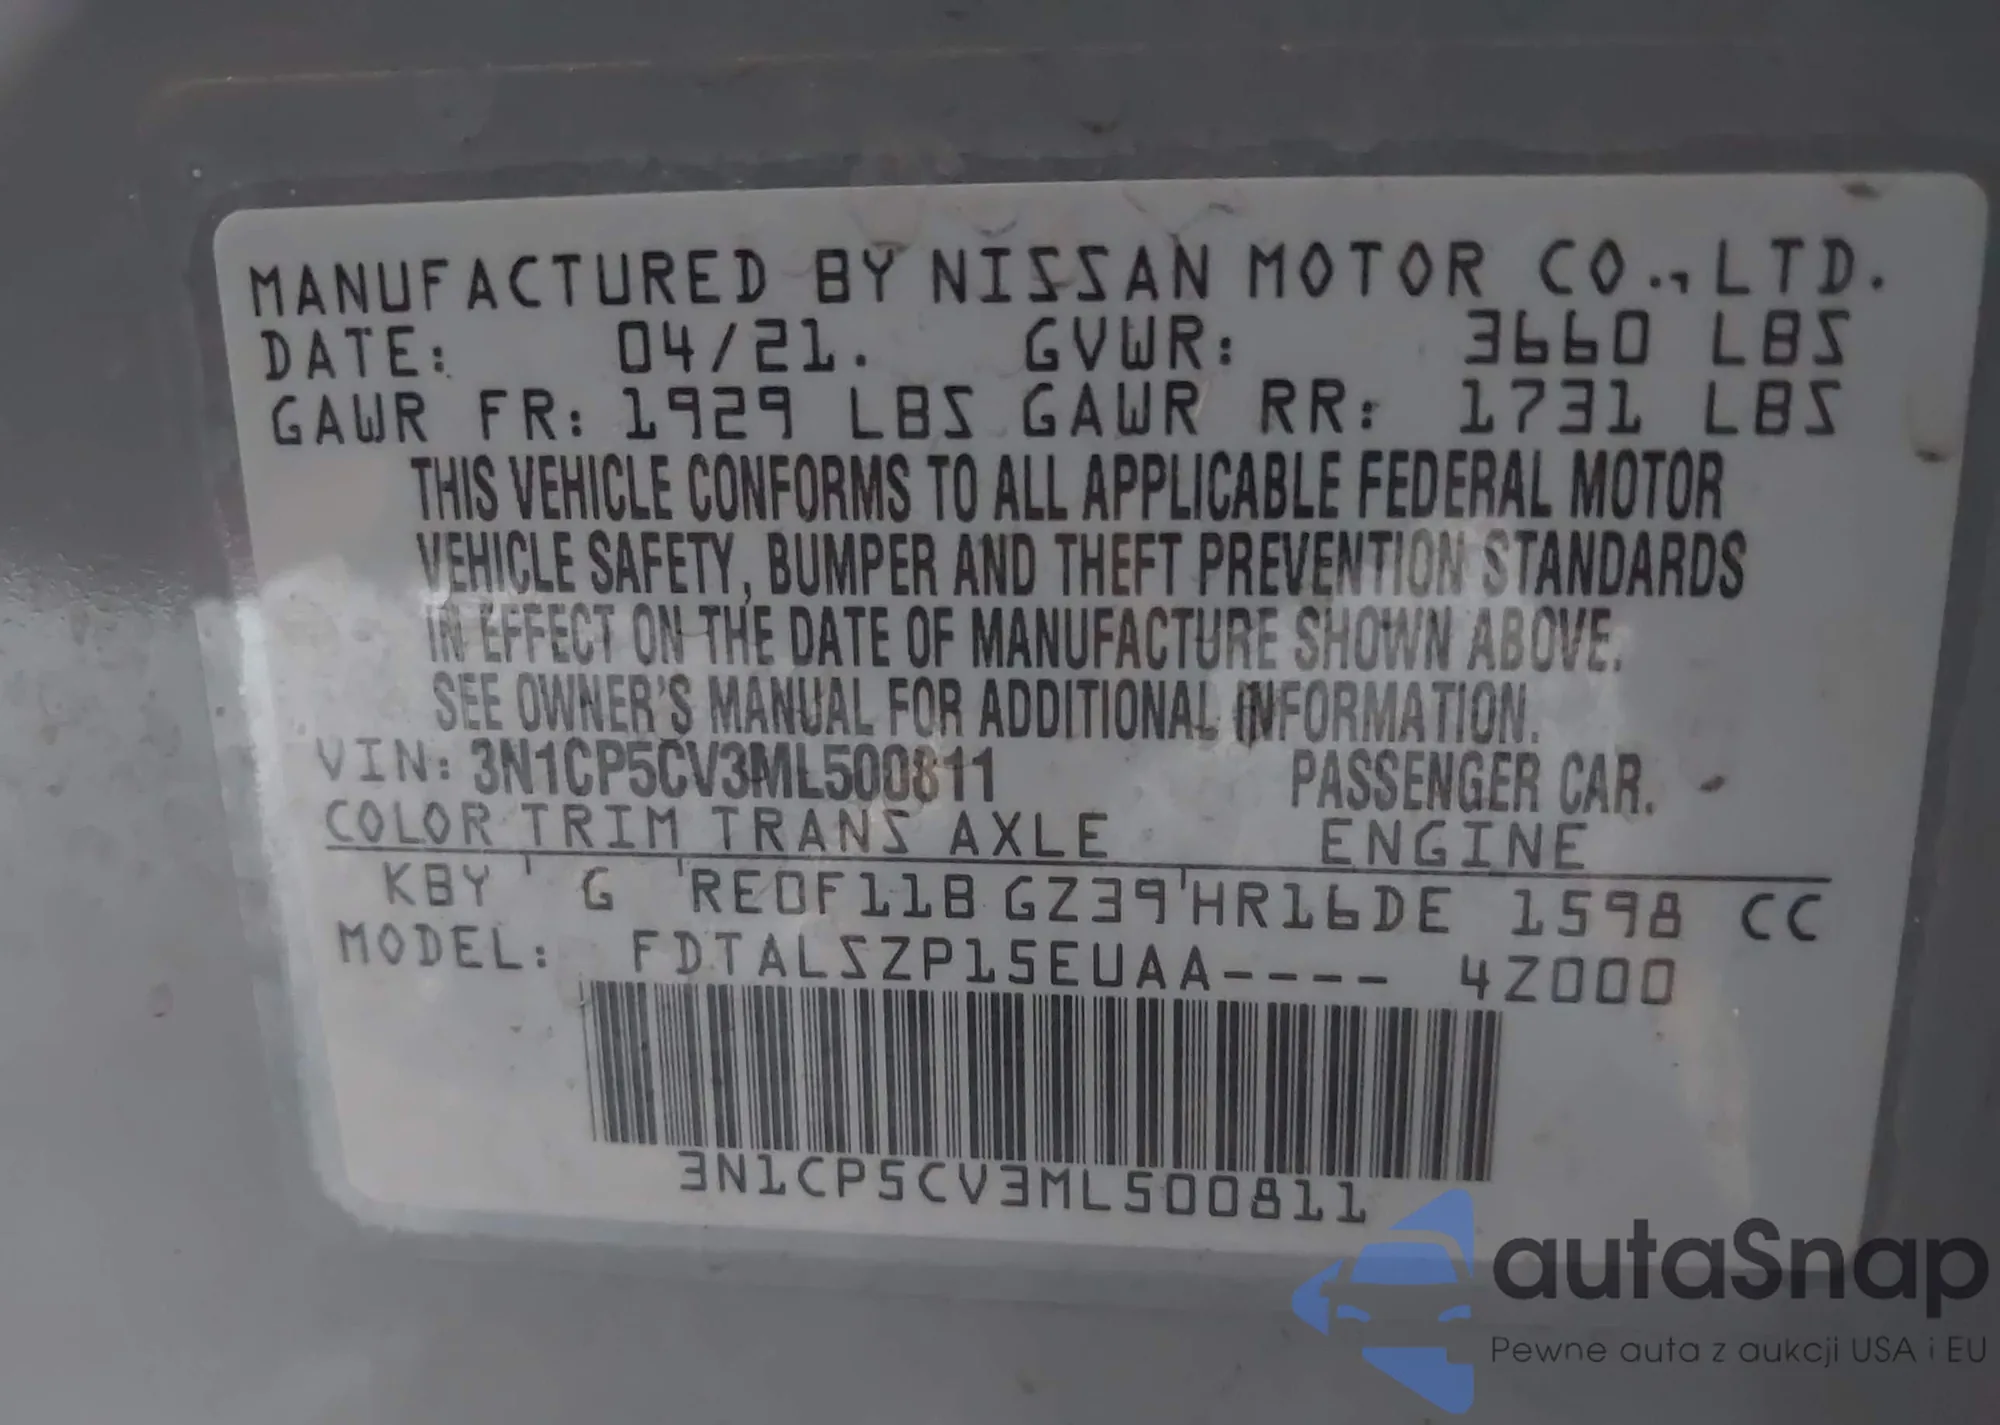 MANUFACTURED BY NISSAN MOTOR CO., LTD.
DATE: 04/21. GVWR: 3660 LBS
GAWR FR: 1929 LBS GAWR RR: 1731 LBS
THIS VEHICLE CONFORMS TO ALL APPLICABLE FEDERAL MOTOR
VEHICLE SAFETY, BUMPER AND THEFT PREVENTION STANDARDS
IN EFFECT ON THE DATE OF MANUFACTURE SHOWN ABOVE.
SEE OWNER'S MANUAL FOR ADDITIONAL INFORMATION.
VIN: 3N1CP5CV3ML500811 PASSENGER CAR.
COLOR TRIM TRANS AXLE ENGINE
KBY ' G 'RE0F11B GZ39'HR16DE 1598 CC
MODEL: FDTALSZP15EUAA---- 4Z000
3N1CP5CV3ML500811
autaSnap
Pewne auta z aukcji USA i EU